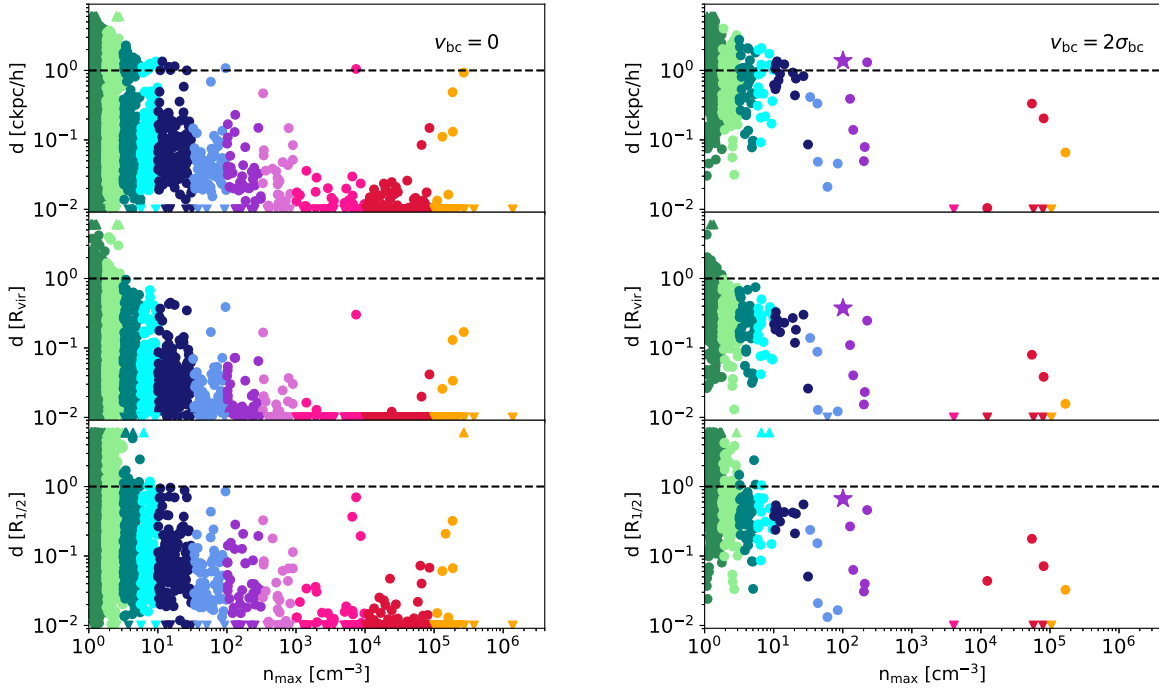 v_bc = 0
d [ckpc/h]
10^0
10^-1
10^-2
d [R_vir]
10^0
10^-1
10^-2
d [R_1/2]
10^0
10^-1
10^-2
10^0 10^1 10^2 10^3 10^4 10^5 10^6
n_max [cm^-3]
v_bc = 2σ_bc
d [ckpc/h]
10^0
10^-1
10^-2
d [R_vir]
10^0
10^-1
10^-2
d [R_1/2]
10^0
10^-1
10^-2
10^0 10^1 10^2 10^3 10^4 10^5 10^6
n_max [cm^-3]